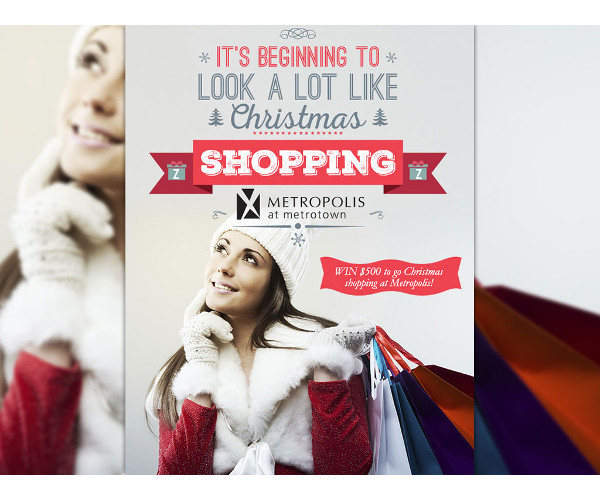 IT'S BEGINNING TO
LOOK A LOT LIKE
Christmas
SHOPPING
Z Z
METROPOLIS
at metrotown
WIN $500 to go Christmas
shopping at Metropolis!